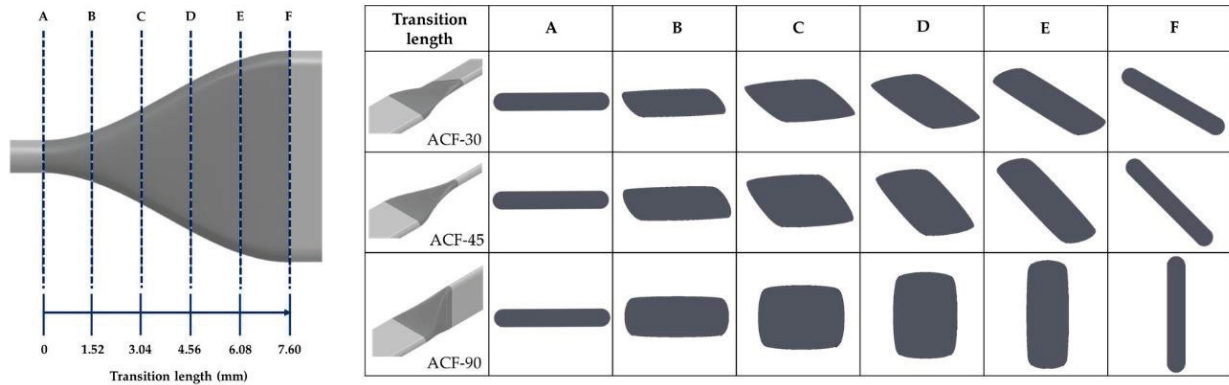 A B C D E F
0 1.52 3.04 4.56 6.08 7.60
Transition length (mm)
Transition
length
A B C D E F
ACF-30
ACF-45
ACF-90